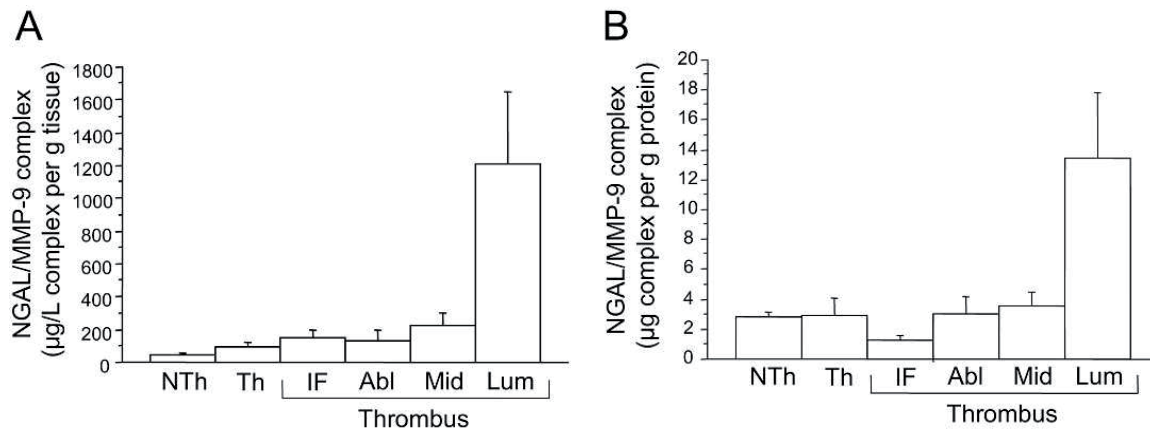 A
NGAL/MMP-9 complex
(µg/L complex per g tissue)
1800
1600
1400
1200
1000
800
600
400
200
0
NTh Th IF Abl Mid Lum
Thrombus
B
NGAL/MMP-9 complex
(µg complex per g protein)
20
18
16
14
12
10
8
6
4
2
0
NTh Th IF Abl Mid Lum
Thrombus